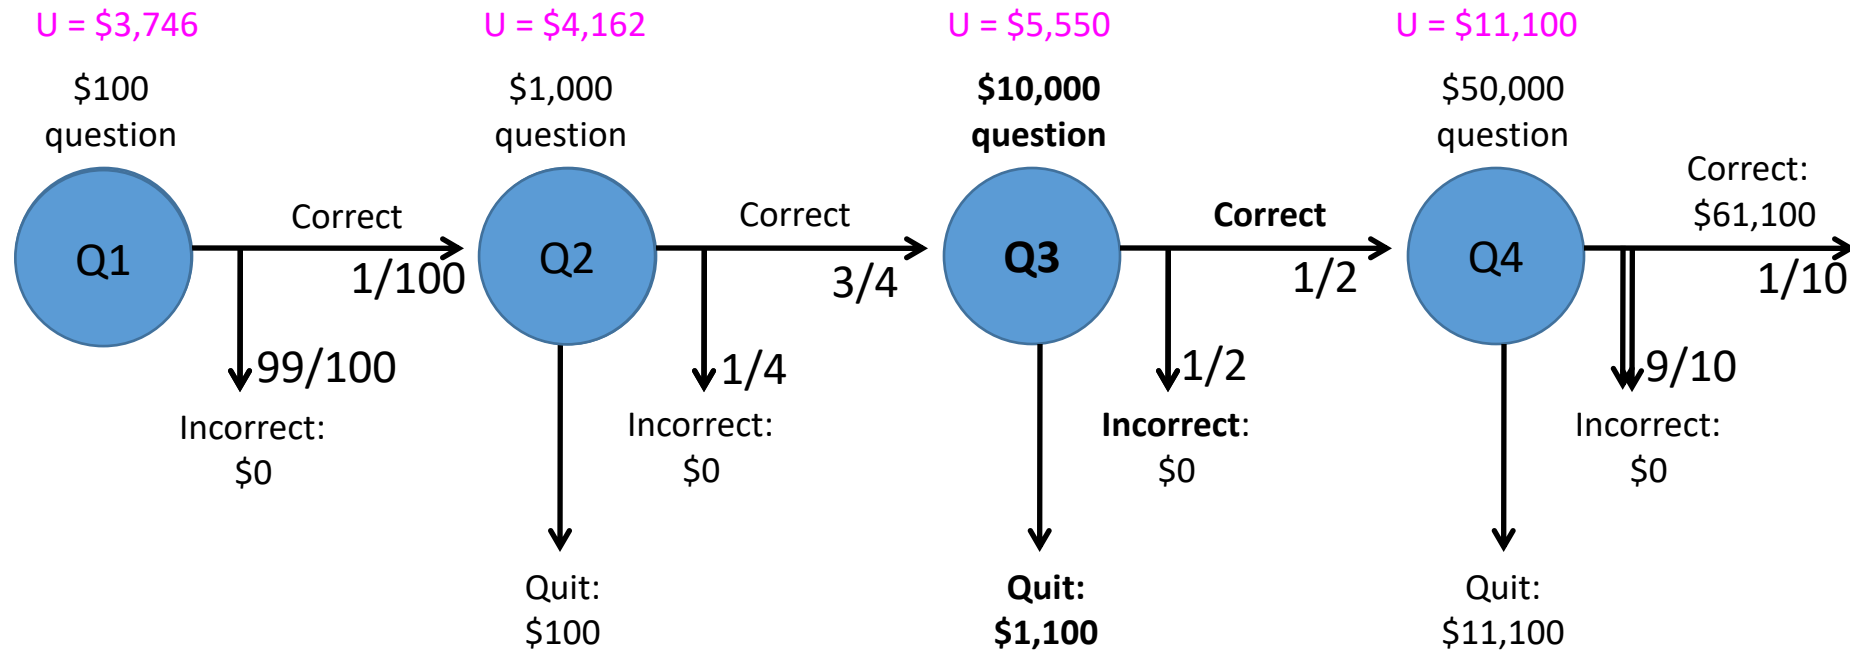 U = $3,746
U = $4,162
U = $5,550
U = $11,100
$100
question
$1,000
question
$10,000
question
$50,000
question
Q1
Correct
1/100
99/100
Incorrect:
$0
Q2
Correct
3/4
1/4
Incorrect:
$0
Quit:
$100
Q3
Correct
1/2
1/2
Incorrect:
$0
Quit:
$1,100
Q4
Correct:
$61,100
1/10
9/10
Incorrect:
$0
Quit:
$11,100